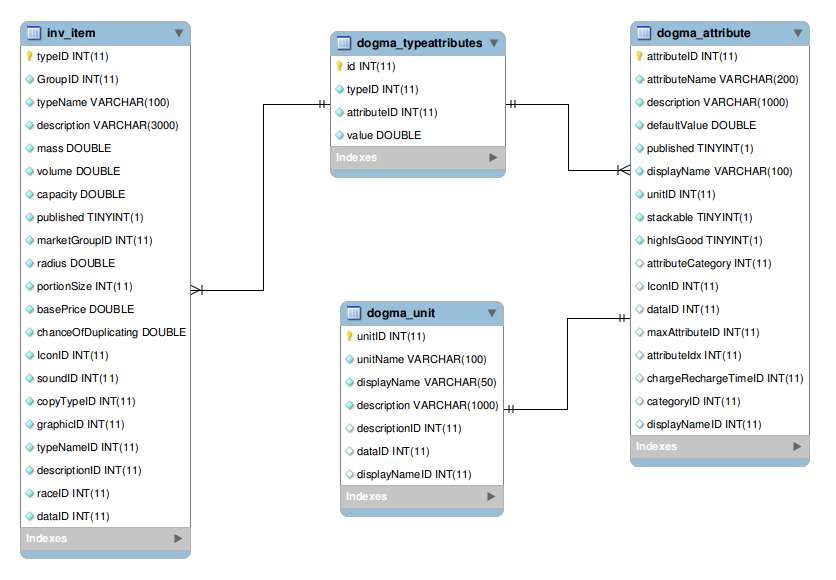 inv_item
typeID INT(11)
GroupID INT(11)
typeName VARCHAR(100)
description VARCHAR(3000)
mass DOUBLE
volume DOUBLE
capacity DOUBLE
published TINYINT(1)
marketGroupID INT(11)
radius DOUBLE
portionSize INT(11)
basePrice DOUBLE
chanceOfDuplicating DOUBLE
IconID INT(11)
soundID INT(11)
copyTypeID INT(11)
graphicID INT(11)
typeNameID INT(11)
descriptionID INT(11)
raceID INT(11)
dataID INT(11)
Indexes
dogma_typeattributes
id INT(11)
typeID INT(11)
attributeID INT(11)
value DOUBLE
Indexes
dogma_unit
unitID INT(11)
unitName VARCHAR(100)
displayName VARCHAR(50)
description VARCHAR(1000)
descriptionID INT(11)
dataID INT(11)
displayNameID INT(11)
Indexes
dogma_attribute
attributeID INT(11)
attributeName VARCHAR(200)
description VARCHAR(1000)
defaultValue DOUBLE
published TINYINT(1)
displayName VARCHAR(100)
unitID INT(11)
stackable TINYINT(1)
highIsGood TINYINT(1)
attributeCategory INT(11)
IconID INT(11)
dataID INT(11)
maxAttributeID INT(11)
attributeIdx INT(11)
chargeRechargeTimeID INT(11)
categoryID INT(11)
displayNameID INT(11)
Indexes